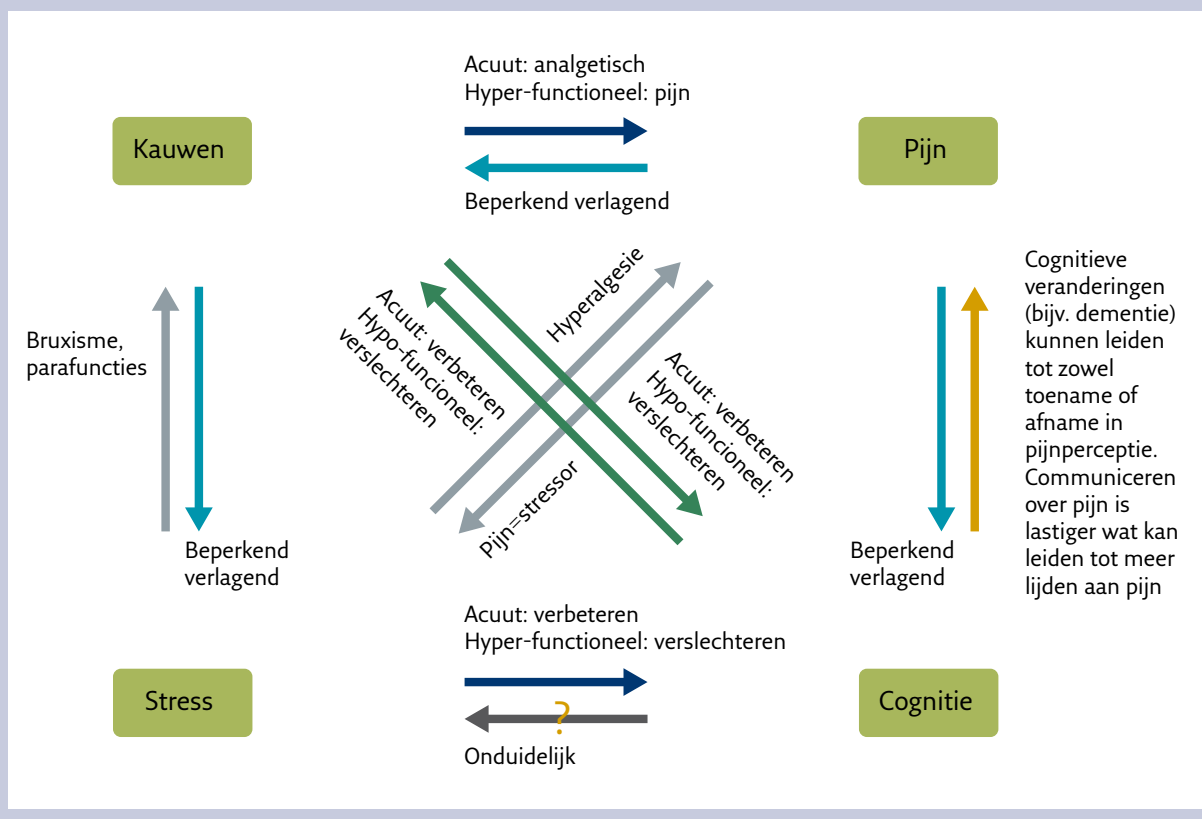 Acuut: analgetisch
Hyper-functioneel: pijn
Kauwen
Pijn
Beperkend verlagend
Hyperalgesie
Acuut: verbeteren
Hypo-funcioneel:
verslechteren
Acuut: verbeteren
Hypo-funcioneel:
verslechteren
Pijn=stressor
Bruxisme,
parafuncties
Beperkend
verlagend
Beperkend
verlagend
Cognitieve
veranderingen
(bijv. dementie)
kunnen leiden
tot zowel
toename of
afname in
pijnperceptie.
Communiceren
over pijn is
lastiger wat kan
leiden tot meer
lijden aan pijn
Acuut: verbeteren
Hyper-functioneel: verslechteren
Stress
?
Cognitie
Onduidelijk